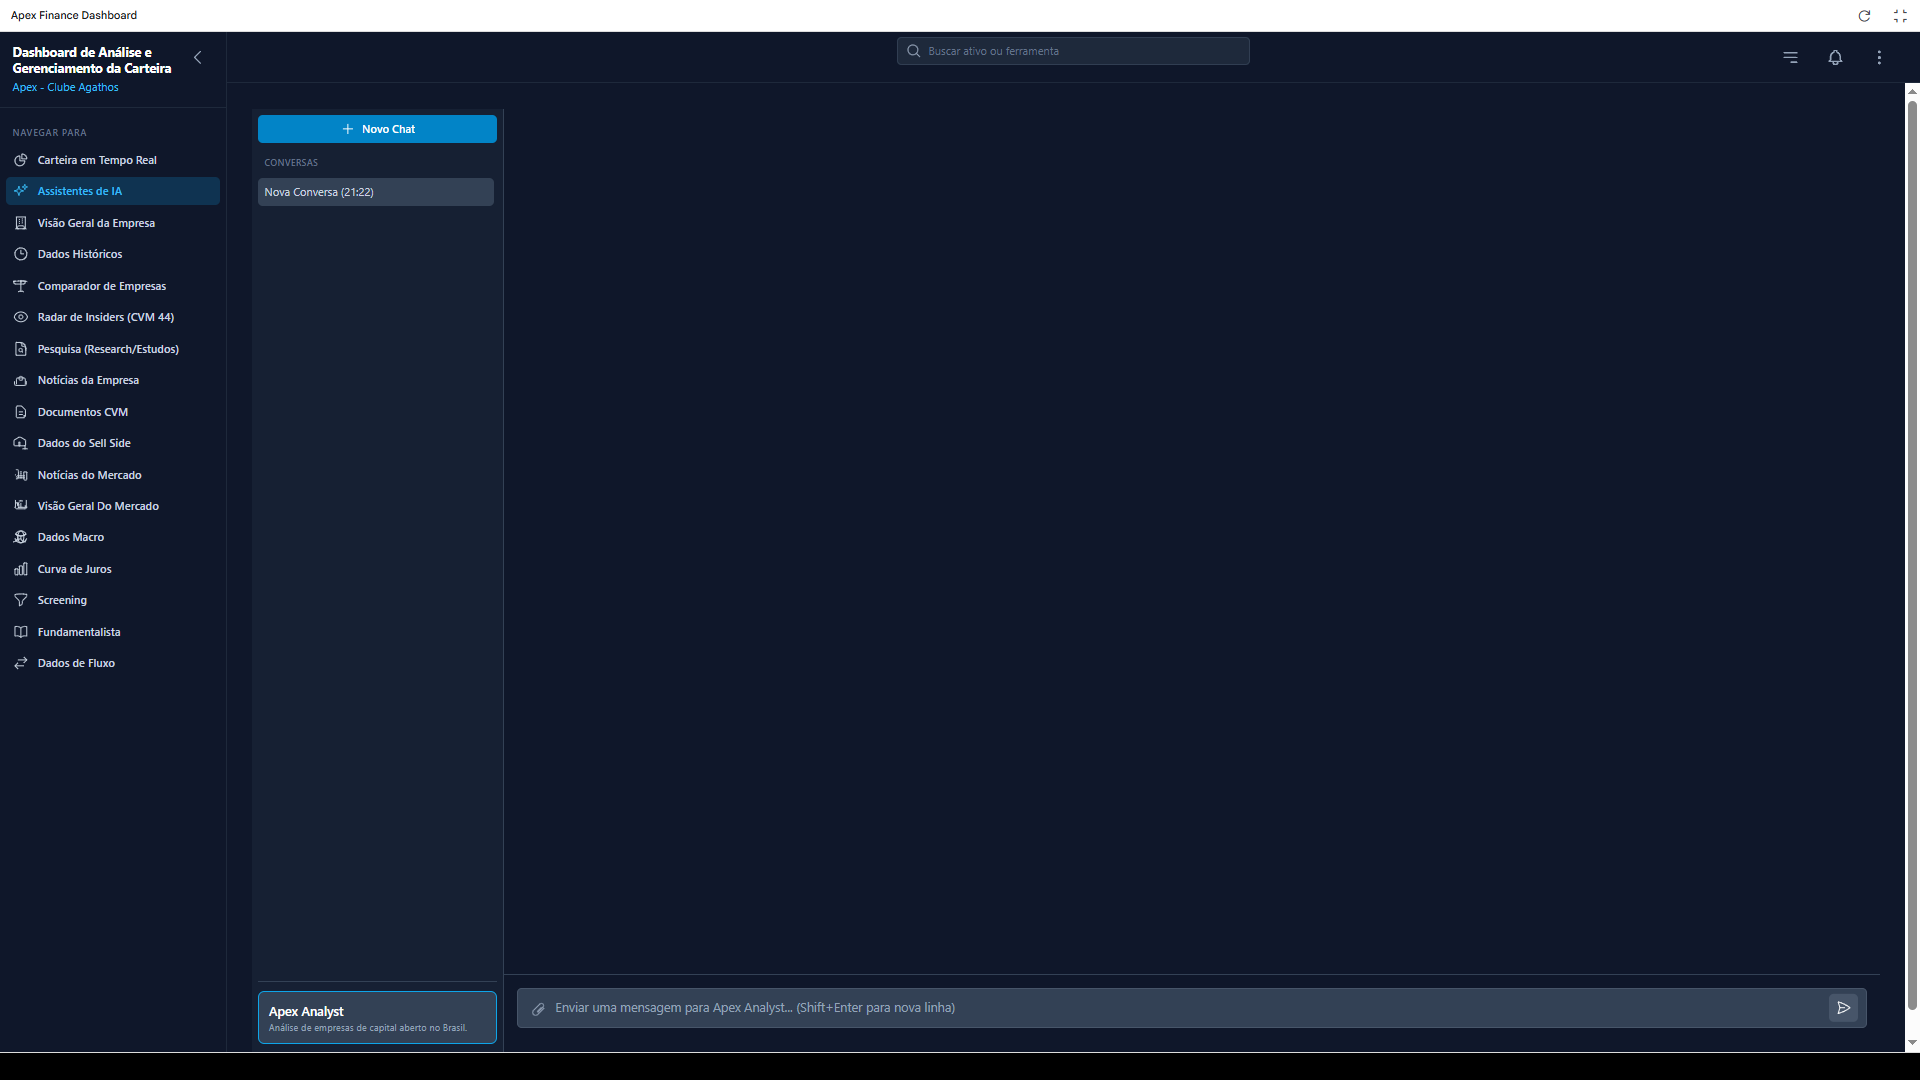 Apex Finance Dashboard
Dashboard de Análise e
Gerenciamento da Carteira
Apex - Clube Agathos
Buscar ativo ou ferramenta
NAVEGAR PARA
Carteira em Tempo Real
Assistentes de IA
Visão Geral da Empresa
Dados Históricos
Comparador de Empresas
Radar de Insiders (CVM 44)
Pesquisa (Research/Estudos)
Notícias da Empresa
Documentos CVM
Dados do Sell Side
Notícias do Mercado
Visão Geral Do Mercado
Dados Macro
Curva de Juros
Screening
Fundamentalista
Dados de Fluxo
Novo Chat
CONVERSAS
Nova Conversa (21:22)
Apex Analyst
Análise de empresas de capital aberto no Brasil.
Enviar uma mensagem para Apex Analyst... (Shift+Enter para nova linha)